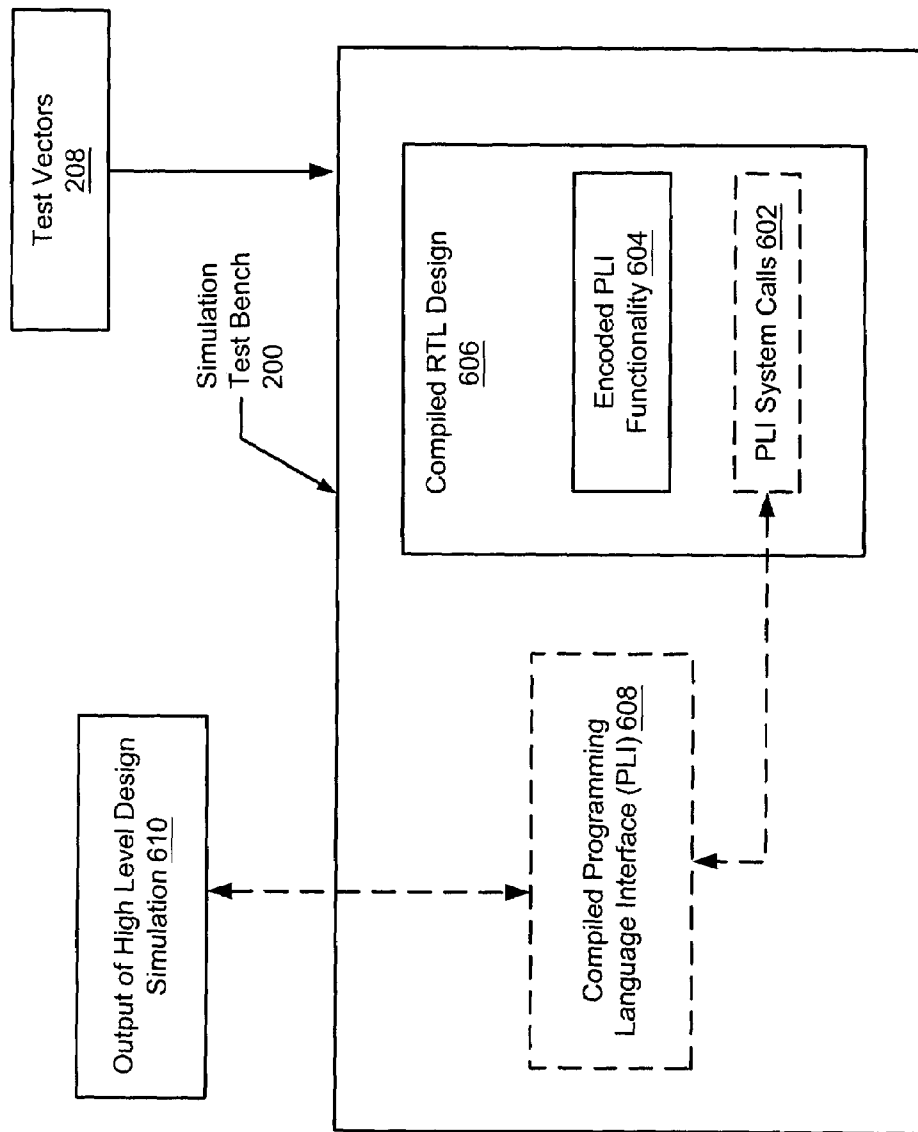 Output of High Level Design
Simulation 610
Test Vectors
208
Simulation
Test Bench
200
Compiled Programming
Language Interface (PLI) 608
Compiled RTL Design
606
Encoded PLI
Functionality 604
PLI System Calls 602